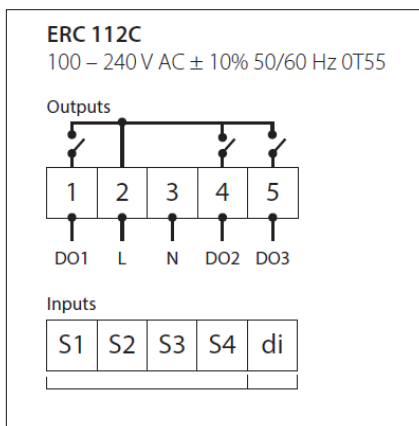 ERC 112C
100 – 240 V AC ± 10% 50/60 Hz 0T55
Outputs
1 2 3 4 5
DO1 L N DO2 DO3
Inputs
S1 S2 S3 S4 di